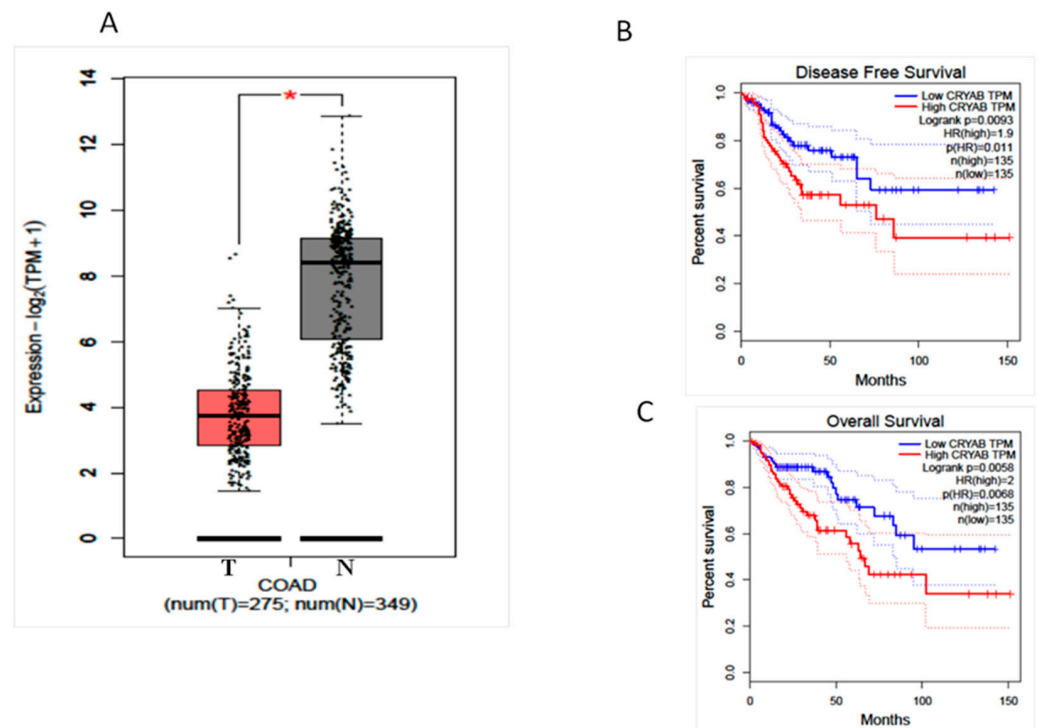 A
Expression – log2(TPM + 1)
14
12
10
8
6
4
2
0
*
T N
COAD
(num(T)=275; num(N)=349)
B
Disease Free Survival
Low CRYAB TPM
High CRYAB TPM
Logrank p=0.0093
HR(high)=1.9
p(HR)=0.011
n(high)=135
n(low)=135
Percent survival
1.0
0.8
0.6
0.4
0.2
0.0
0 50 100 150
Months
C
Overall Survival
Low CRYAB TPM
High CRYAB TPM
Logrank p=0.0058
HR(high)=2
p(HR)=0.0068
n(high)=135
n(low)=135
Percent survival
1.0
0.8
0.6
0.4
0.2
0.0
0 50 100 150
Months